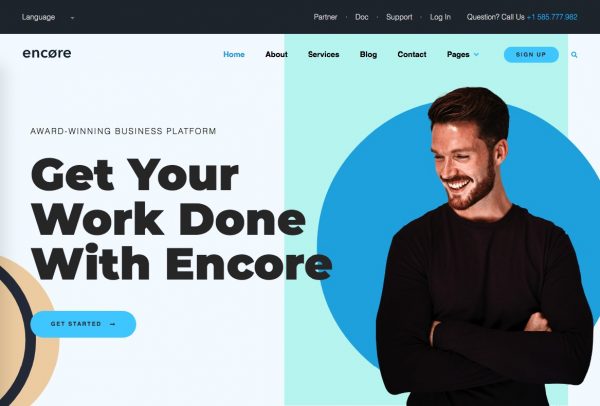 Language
Partner · Doc · Support · Log In Question? Call Us +1 585.777.982
encøre
Home About Services Blog Contact Pages SIGN UP
AWARD-WINNING BUSINESS PLATFORM
Get Your
Work Done
With Encore
GET STARTED →